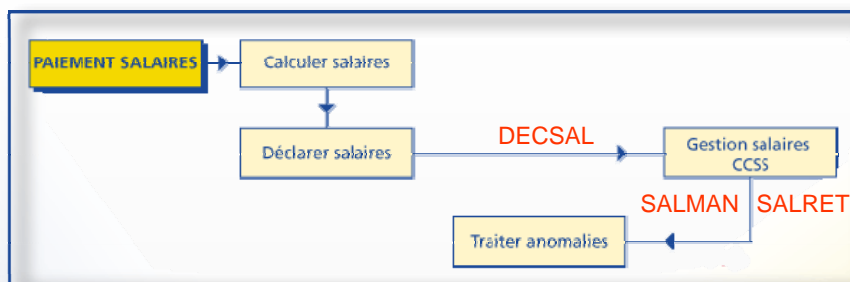 PAIEMENT SALAIRES
Calculer salaires
Déclarer salaires
DECSAL
Gestion salaires
CCSS
SALMAN
SALRET
Traiter anomalies